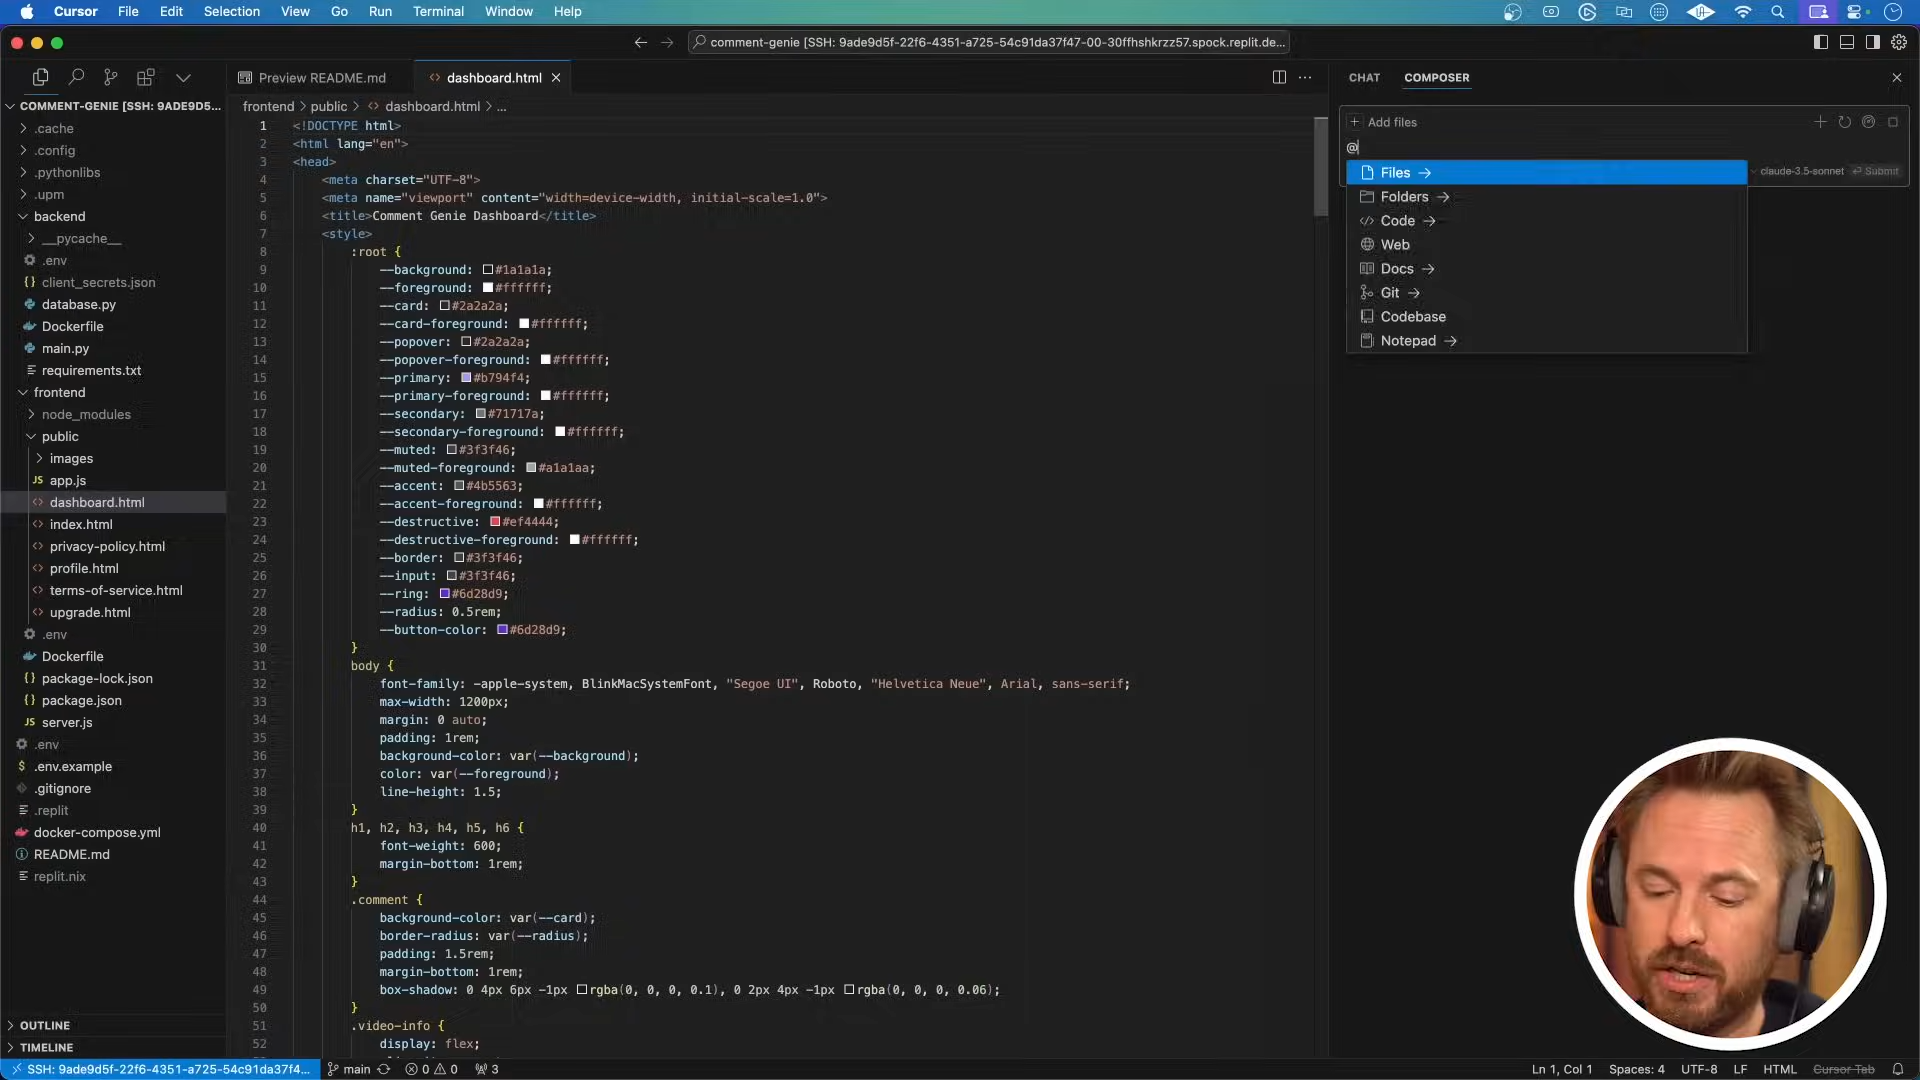 Cursor File Edit Selection View Go Run Terminal Window Help
comment-genie [SSH: 9ade9d5f-22f6-4351-a725-54c91da37f47-00-30ffhshkrzz57.spock.replit.de...
Preview README.md
dashboard.html
CHAT COMPOSER
COMMENT-GENIE [SSH: 9ADE9D5...
.cache
.config
.pythonlibs
.upm
backend
__pycache__
.env
client_secrets.json
database.py
Dockerfile
main.py
requirements.txt
frontend
node_modules
public
images
app.js
dashboard.html
index.html
privacy-policy.html
profile.html
terms-of-service.html
upgrade.html
.env
Dockerfile
package-lock.json
package.json
server.js
.env
.env.example
.gitignore
.replit
docker-compose.yml
README.md
replit.nix
OUTLINE
TIMELINE
frontend > public > dashboard.html > ...
1 <!DOCTYPE html>
2 <html lang="en">
3 <head>
4 <meta charset="UTF-8">
5 <meta name="viewport" content="width=device-width, initial-scale=1.0">
6 <title>Comment Genie Dashboard</title>
7 <style>
8 :root {
9 --background: #1a1a1a;
10 --foreground: #ffffff;
11 --card: #2a2a2a;
12 --card-foreground: #ffffff;
13 --popover: #2a2a2a;
14 --popover-foreground: #ffffff;
15 --primary: #b794f4;
16 --primary-foreground: #ffffff;
17 --secondary: #71717a;
18 --secondary-foreground: #ffffff;
19 --muted: #3f3f46;
20 --muted-foreground: #a1a1aa;
21 --accent: #4b5563;
22 --accent-foreground: #ffffff;
23 --destructive: #ef4444;
24 --destructive-foreground: #ffffff;
25 --border: #3f3f46;
26 --input: #3f3f46;
27 --ring: #6d28d9;
28 --radius: 0.5rem;
29 --button-color: #6d28d9;
30 }
31 body {
32 font-family: -apple-system, BlinkMacSystemFont, "Segoe UI", Roboto, "Helvetica Neue", Arial, sans-serif;
33 max-width: 1200px;
34 margin: 0 auto;
35 padding: 1rem;
36 background-color: var(--background);
37 color: var(--foreground);
38 line-height: 1.5;
39 }
40 h1, h2, h3, h4, h5, h6 {
41 font-weight: 600;
42 margin-bottom: 1rem;
43 }
44 .comment {
45 background-color: var(--card);
46 border-radius: var(--radius);
47 padding: 1.5rem;
48 margin-bottom: 1rem;
49 box-shadow: 0 4px 6px -1px rgba(0, 0, 0, 0.1), 0 2px 4px -1px rgba(0, 0, 0, 0.06);
50 }
51 .video-info {
52 display: flex;
+ Add files
@
claude-3.5-sonnet Submit
Files →
Folders →
Code →
Web
Docs →
Git →
Codebase
Notepad →
SSH: 9ade9d5f-22f6-4351-a725-54c91da37f4... main 0 0 3
Ln 1, Col 1 Spaces: 4 UTF-8 LF HTML Cursor Tab